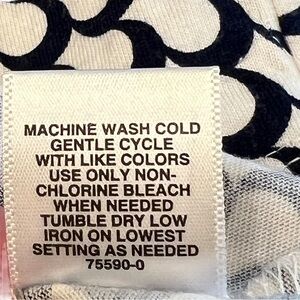 MACHINE WASH COLD
GENTLE CYCLE
WITH LIKE COLORS
USE ONLY NON-
CHLORINE BLEACH
WHEN NEEDED
TUMBLE DRY LOW
IRON ON LOWEST
SETTING AS NEEDED
75590-0